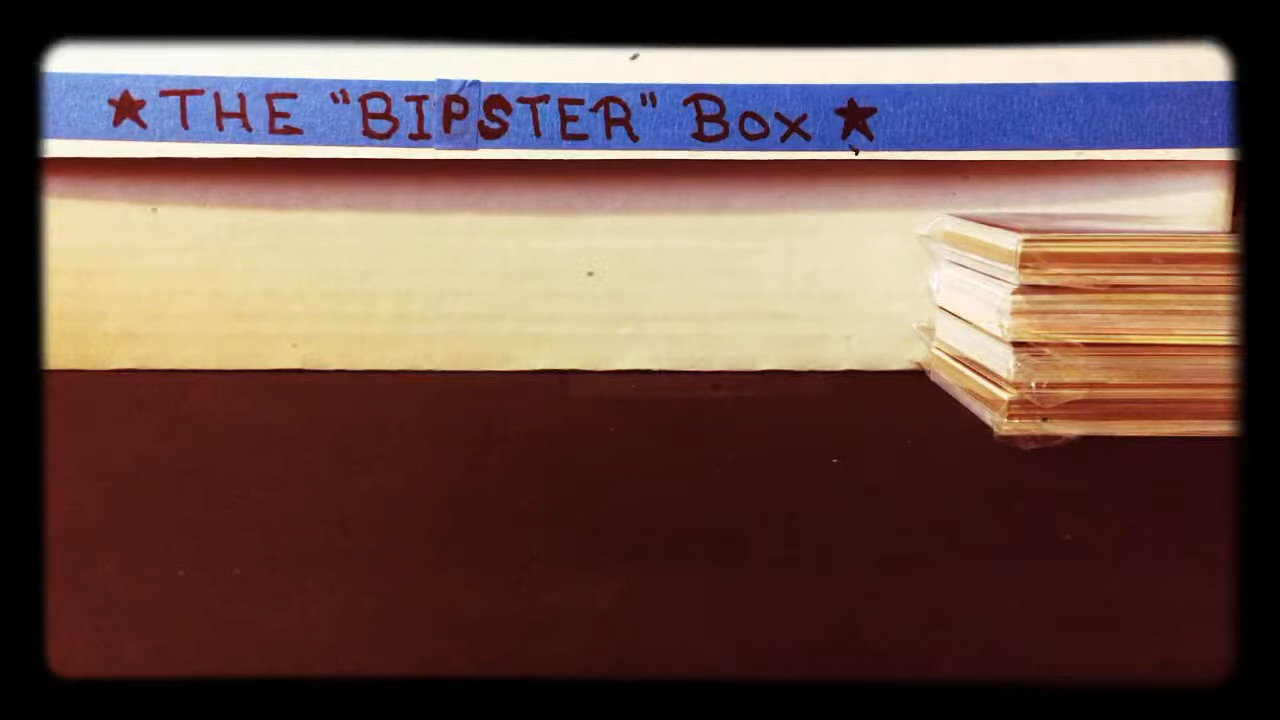 ★THE "BIPSTER" Box ★